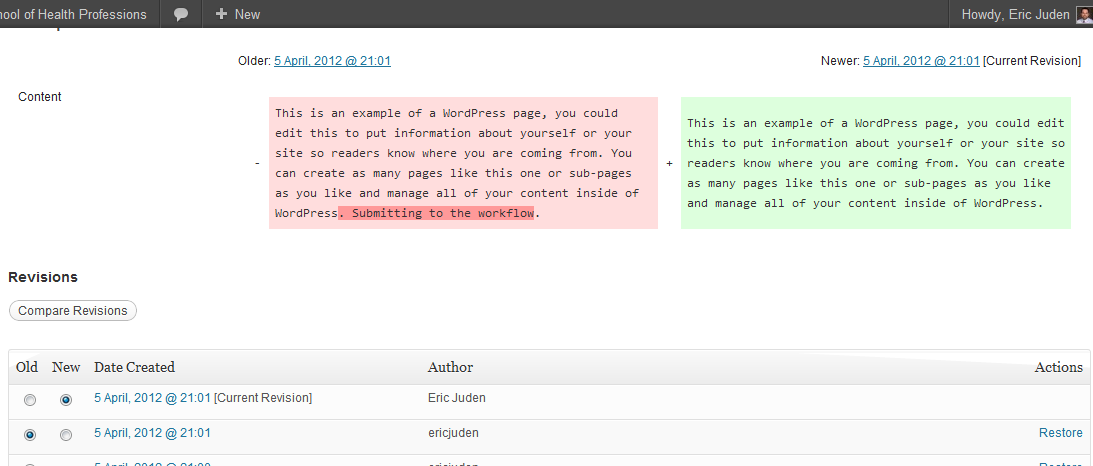 hool of Health Professions
New
Howdy, Eric Juden
Older: 5 April, 2012 @ 21:01
Newer: 5 April, 2012 @ 21:01 [Current Revision]
Content
-
This is an example of a WordPress page, you could
edit this to put information about yourself or your
site so readers know where you are coming from. You
can create as many pages like this one or sub-pages
as you like and manage all of your content inside of
WordPress. Submitting to the workflow.
+
This is an example of a WordPress page, you could
edit this to put information about yourself or your
site so readers know where you are coming from. You can create
as many pages like this one or sub-pages as you like
and manage all of your content inside of WordPress.
Revisions
Compare Revisions
Old New Date Created Author Actions
5 April, 2012 @ 21:01 [Current Revision] Eric Juden
5 April, 2012 @ 21:01 ericjuden Restore